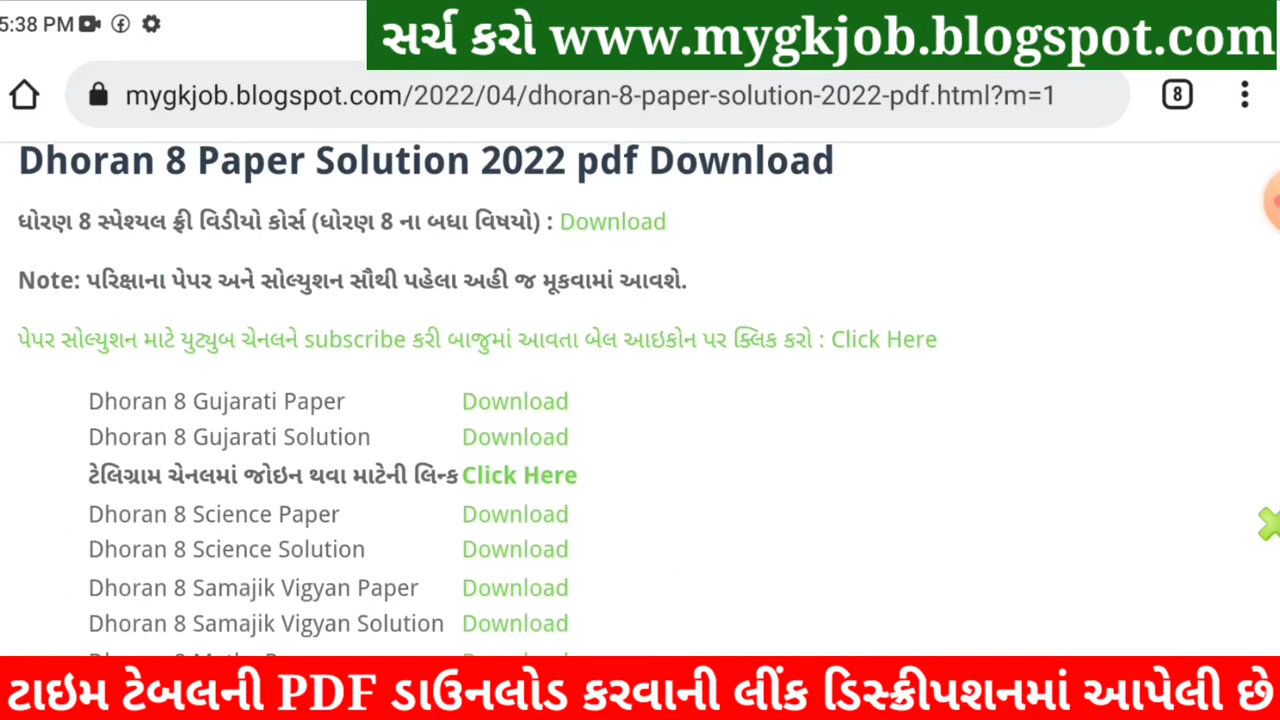 5:38 PM
સર્ચ કરો www.mygkjob.blogspot.com
mygkjob.blogspot.com/2022/04/dhoran-8-paper-solution-2022-pdf.html?m=1
8
Dhoran 8 Paper Solution 2022 pdf Download
ધોરણ 8 સ્પેશ્યલ ફ્રી વિડીયો કોર્સ (ધોરણ 8 ના બધા વિષયો) : Download
Note: પરિક્ષાના પેપર અને સોલ્યુશન સૌથી પહેલા અહી જ મૂકવામાં આવશે.
પેપર સોલ્યુશન માટે યુટ્યુબ ચેનલને subscribe કરી બાજુમાં આવતા બેલ આઇકોન પર ક્લિક કરો : Click Here
Dhoran 8 Gujarati Paper Download
Dhoran 8 Gujarati Solution Download
ટેલિગ્રામ ચેનલમાં જોઇન થવા માટેની લિન્ક Click Here
Dhoran 8 Science Paper Download
Dhoran 8 Science Solution Download
Dhoran 8 Samajik Vigyan Paper Download
Dhoran 8 Samajik Vigyan Solution Download
ટાઇમ ટેબલની PDF ડાઉનલોડ કરવાની લીંક ડિસ્ક્રીપશનમાં આપેલી છે